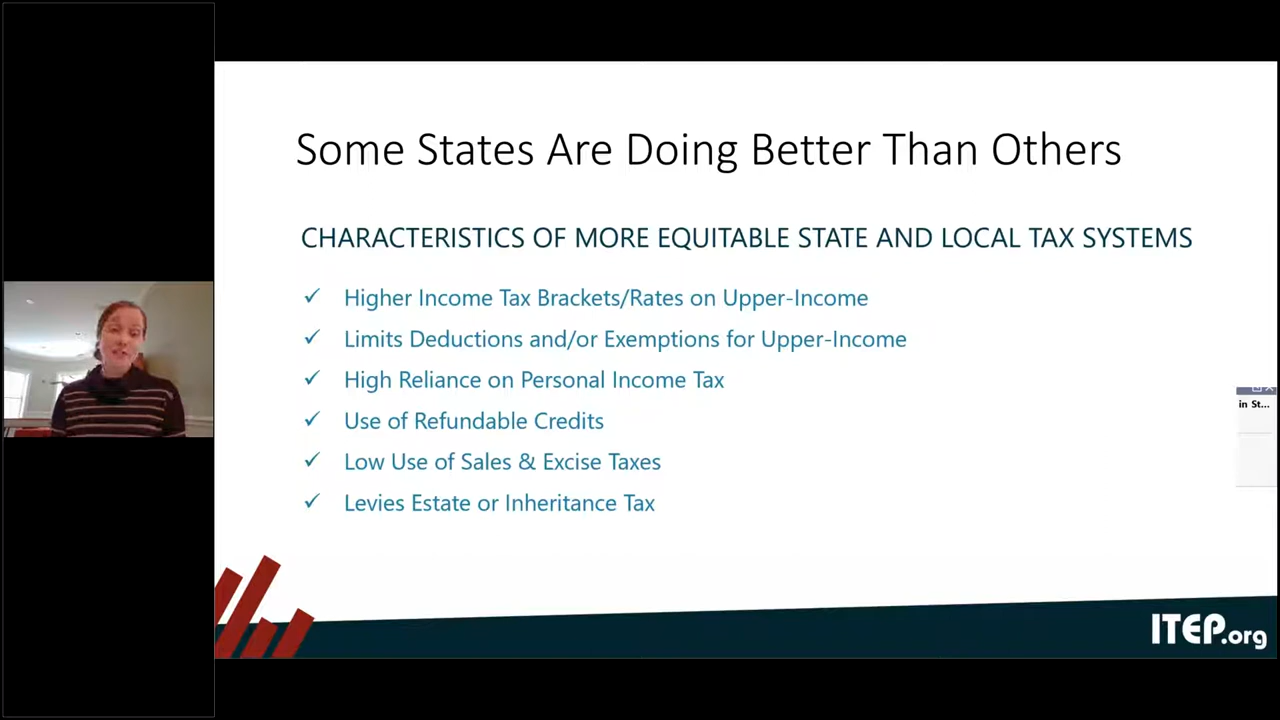 Some States Are Doing Better Than Others
CHARACTERISTICS OF MORE EQUITABLE STATE AND LOCAL TAX SYSTEMS
✓ Higher Income Tax Brackets/Rates on Upper-Income
✓ Limits Deductions and/or Exemptions for Upper-Income
✓ High Reliance on Personal Income Tax
✓ Use of Refundable Credits
✓ Low Use of Sales & Excise Taxes
✓ Levies Estate or Inheritance Tax
in St...
ITEP.org